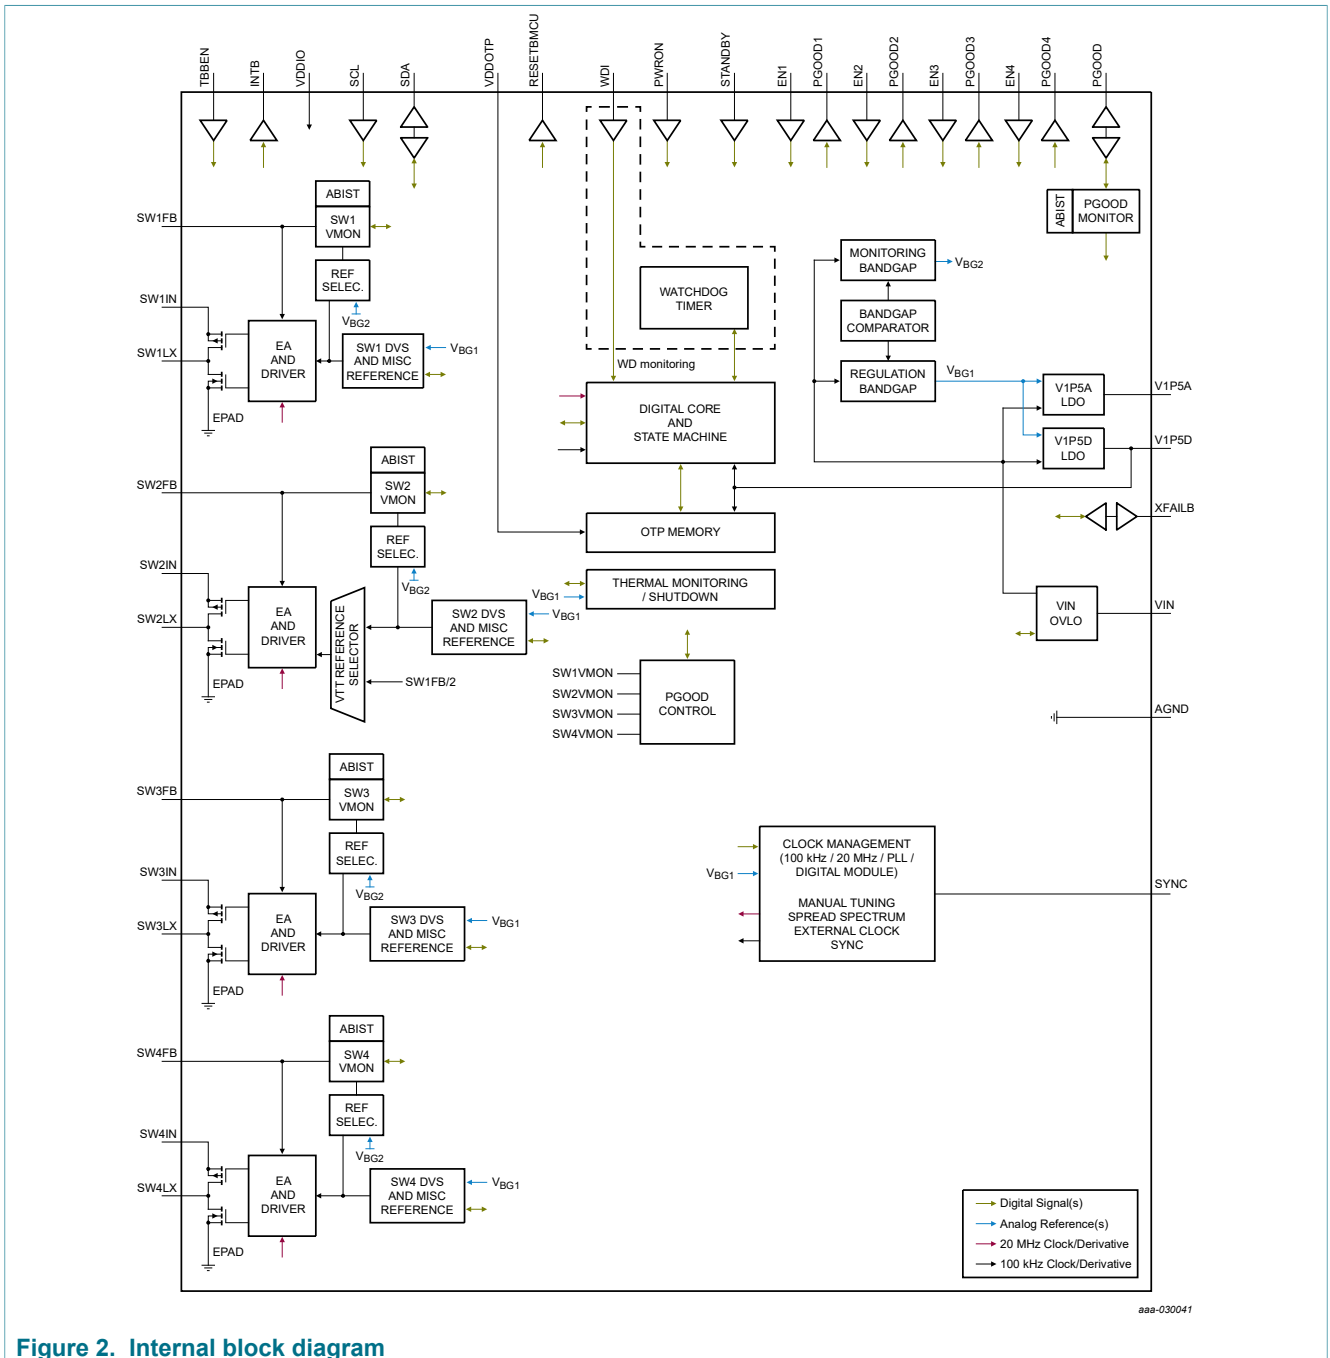 TBBEN
INTB
VDDIO
SCL
SDA
VDDOTP
RESETBMCU
WDI
PWRON
STANDBY
EN1
PGOOD1
EN2
PGOOD2
EN3
PGOOD3
EN4
PGOOD4
PGOOD
ABIST
SW1FB
SW1
VMON
REF
SELEC.
VBG2
SW1IN
SW1LX
EA
AND
DRIVER
SW1 DVS
AND MISC
REFERENCE
VBG1
EPAD
WATCHDOG
TIMER
WD monitoring
DIGITAL CORE
AND
STATE MACHINE
OTP MEMORY
THERMAL MONITORING
/ SHUTDOWN
VBG1
ABIST
PGOOD
MONITOR
MONITORING
BANDGAP
VBG2
BANDGAP
COMPARATOR
REGULATION
BANDGAP
VBG1
V1P5A
LDO
V1P5A
V1P5D
LDO
V1P5D
XFAILB
VIN
OVLO
VIN
AGND
ABIST
SW2FB
SW2
VMON
REF
SELEC.
VBG2
SW2IN
SW2LX
EA
AND
DRIVER
VTT REFERENCE
SELECTOR
SW2 DVS
AND MISC
REFERENCE
VBG1
SW1FB/2
EPAD
SW1VMON
SW2VMON
SW3VMON
SW4VMON
PGOOD
CONTROL
ABIST
SW3FB
SW3
VMON
REF
SELEC.
VBG2
SW3IN
SW3LX
EA
AND
DRIVER
SW3 DVS
AND MISC
REFERENCE
VBG1
EPAD
CLOCK MANAGEMENT
(100 kHz / 20 MHz / PLL /
DIGITAL MODULE)
VBG1
MANUAL TUNING
SPREAD SPECTRUM
EXTERNAL CLOCK
SYNC
SYNC
ABIST
SW4FB
SW4
VMON
REF
SELEC.
VBG2
SW4IN
SW4LX
EA
AND
DRIVER
SW4 DVS
AND MISC
REFERENCE
VBG1
EPAD
Digital Signal(s)
Analog Reference(s)
20 MHz Clock/Derivative
100 kHz Clock/Derivative
aaa-030041
Figure 2. Internal block diagram